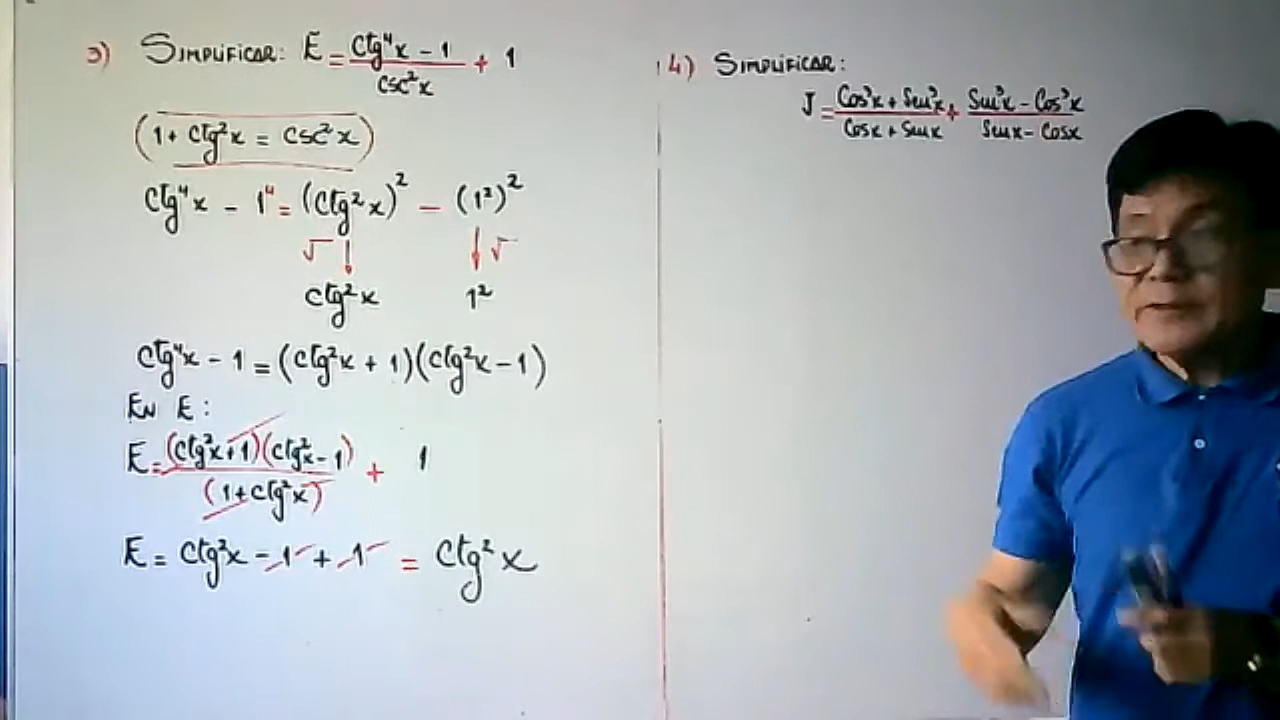 3) SIMPLIFICAR: E = (Ctg⁴x - 1)/(Csc²x) + 1
(1 + Ctg²x = Csc²x)
Ctg⁴x - 1⁴ = (Ctg²x)² - (1²)²
√ ↓ ↓ √
Ctg²x 1²
Ctg⁴x - 1 = (Ctg²x + 1)(Ctg²x - 1)
EN E:
E = (Ctg²x + 1)(Ctg²x - 1)/(1 + Ctg²x) + 1
E = Ctg²x - 1 + 1 = Ctg²x
4) SIMPLIFICAR:
J = (Cos³x + Sen³x)/(Cosx + Senx) + (Sen³x - Cos³x)/(Senx - Cosx)